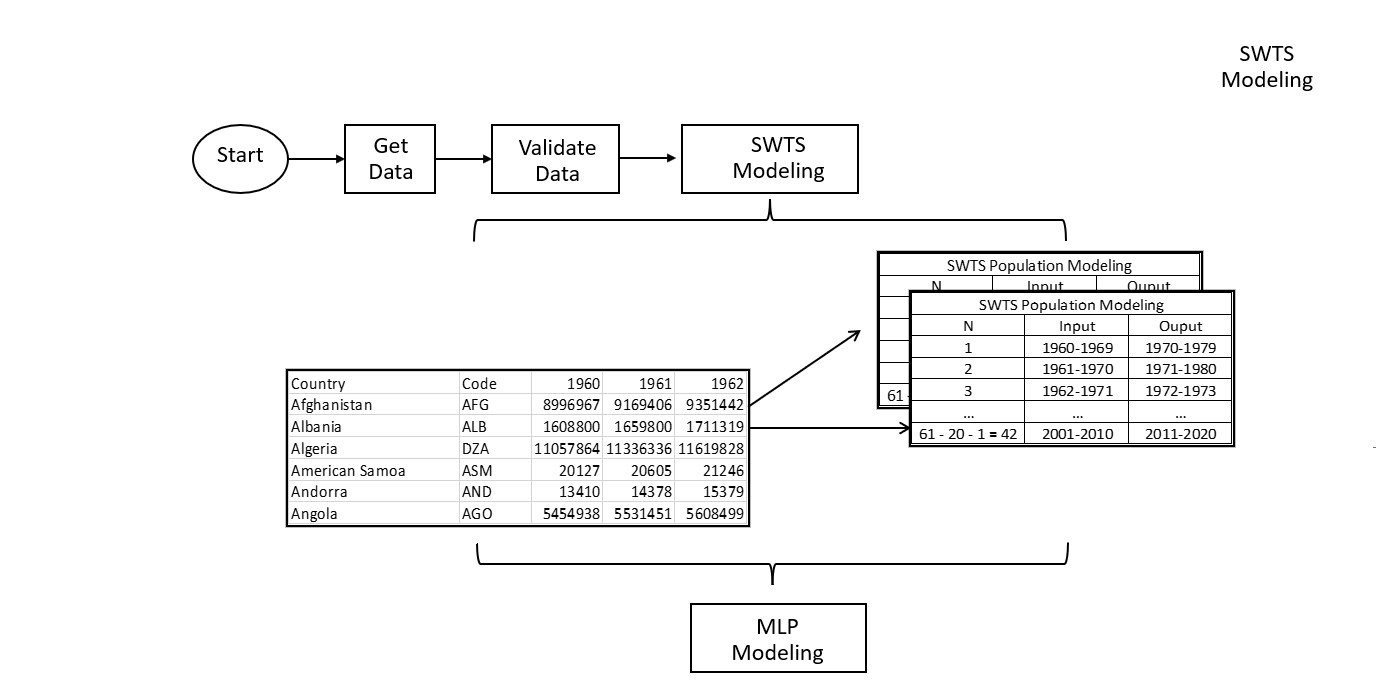 SWTS
Modeling
Start
Get
Data
Validate
Data
SWTS
Modeling
SWTS Population Modeling
N Input Ouput
61 -
SWTS Population Modeling
N Input Ouput
1 1960-1969 1970-1979
2 1961-1970 1971-1980
3 1962-1971 1972-1973
... ... ...
61 - 20 - 1 = 42 2001-2010 2011-2020
Country Code 1960 1961 1962
Afghanistan AFG 8996967 9169406 9351442
Albania ALB 1608800 1659800 1711319
Algeria DZA 11057864 11336336 11619828
American Samoa ASM 20127 20605 21246
Andorra AND 13410 14378 15379
Angola AGO 5454938 5531451 5608499
MLP
Modeling